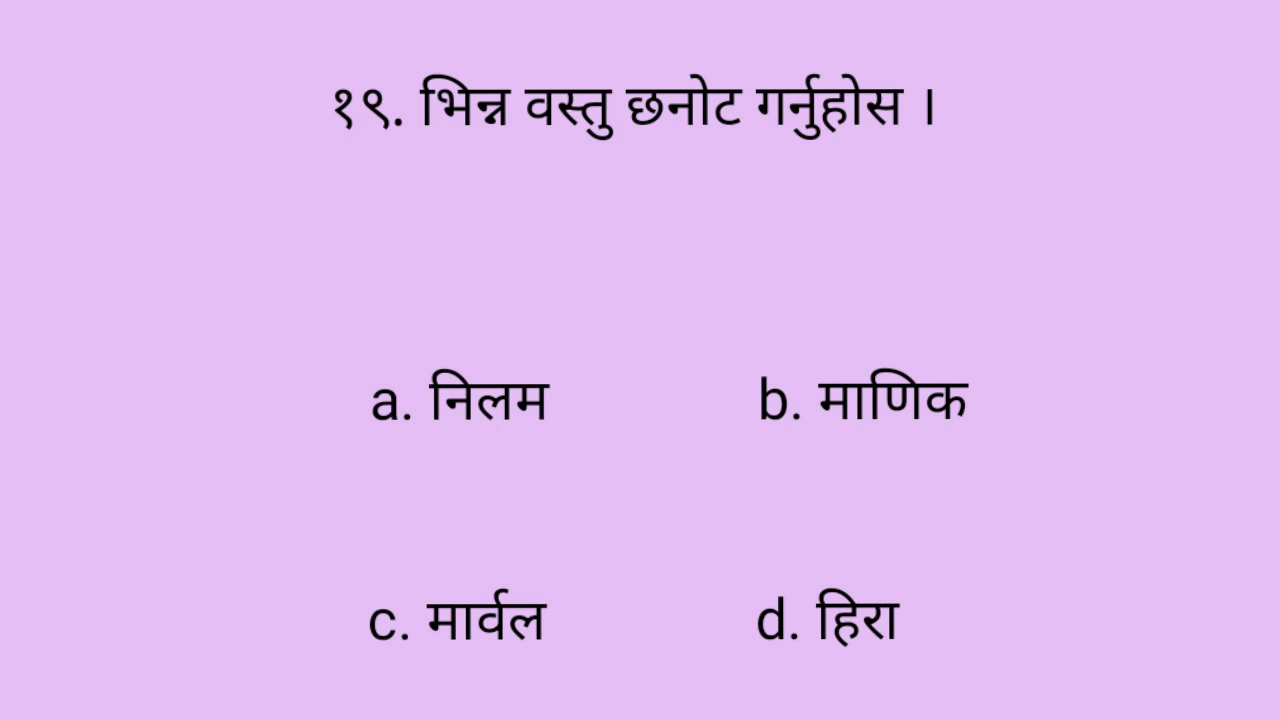 १९. भिन्न वस्तु छनोट गर्नुहोस ।
a. निलम b. माणिक
c. मार्वल d. हिरा